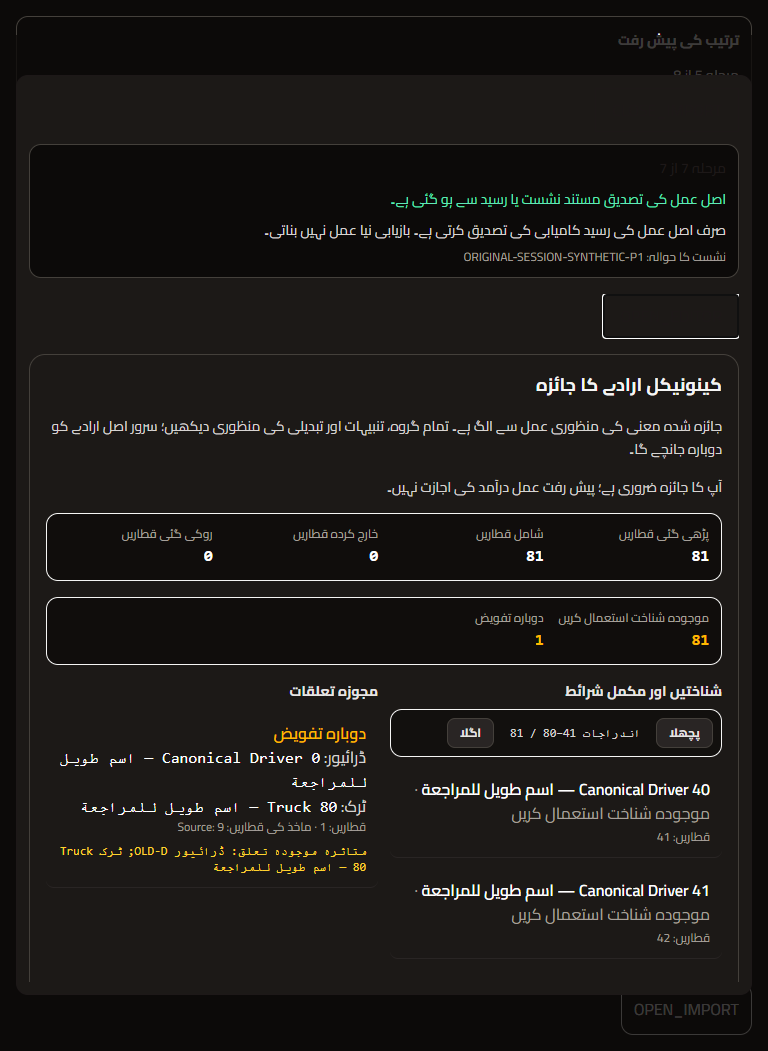 ترتیب کی پیش رفت
مرحلہ 7 از 7
اصل عمل کی تصدیق مستند نشست یا رسید سے ہو گئی ہے۔
صرف اصل عمل کی رسید کامیابی کی تصدیق کرتی ہے۔ بازیابی نیا عمل نہیں بناتی۔
نشست کا حوالہ: ORIGINAL-SESSION-SYNTHETIC-P1
کینونیکل ارادے کا جائزہ
جائزہ شدہ معنی کی منظوری عمل سے الگ ہے۔ تمام گروہ، تنبیہات اور تبدیلی کی منظوری دیکھیں؛ سرور اصل ارادے کو
دوبارہ جانچے گا۔
آپ کا جائزہ ضروری ہے؛ پیش رفت عمل درآمد کی اجازت نہیں۔
پڑھی گئی قطاریں
81
شامل قطاریں
81
خارج کردہ قطاریں
0
روکی گئی قطاریں
0
موجودہ شناخت استعمال کریں
81
دوبارہ تفویض
1
شناختیں اور مکمل شرائط
پچھلا
اندراجات 41–80 / 81
اگلا
Canonical Driver 40 — اسم طويل للمراجعة ·
موجودہ شناخت استعمال کریں
قطاریں: 41
Canonical Driver 41 — اسم طويل للمراجعة ·
موجودہ شناخت استعمال کریں
قطاریں: 42
مجوزہ تعلقات
دوبارہ تفویض
ڈرائیور: Canonical Driver 0 — اسم طويل
للمراجعة
ٹرک: Truck 80 — اسم طويل للمراجعة
قطاریں: 1 · ماخذ کی قطاریں: Source: 9
متاثرہ موجودہ تعلق: ڈرائیور OLD-D; ٹرک Truck
80 — اسم طويل للمراجعة
OPEN_IMPORT